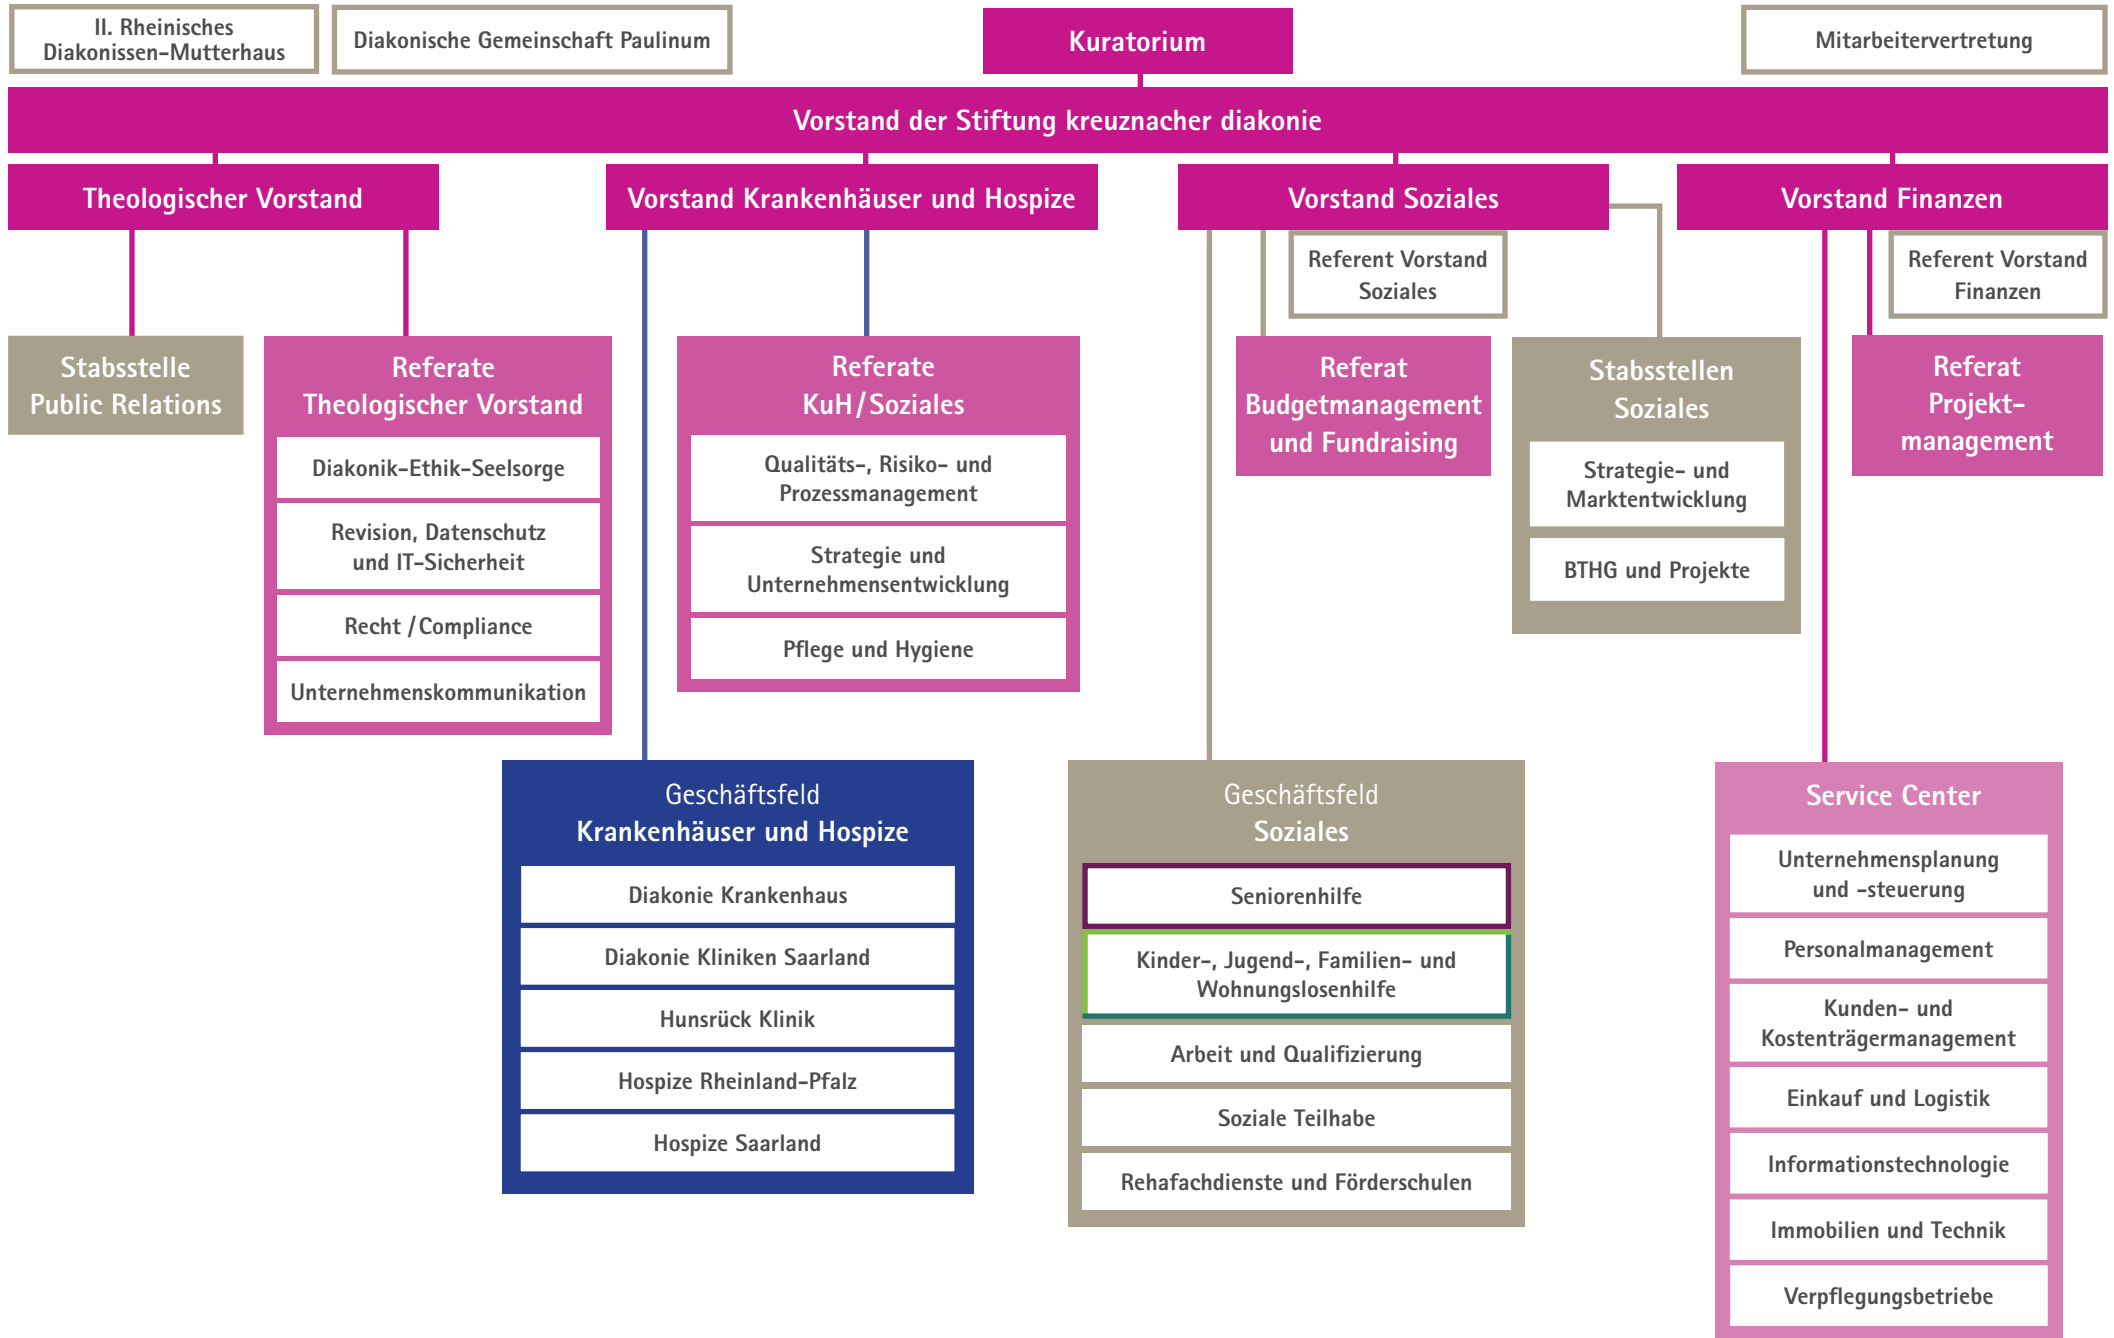 II. Rheinisches
Diakonissen-Mutterhaus
Diakonische Gemeinschaft Paulinum
Kuratorium
Mitarbeitervertretung
Vorstand der Stiftung kreuznacher diakonie
Theologischer Vorstand
Vorstand Krankenhäuser und Hospize
Vorstand Soziales
Vorstand Finanzen
Referent Vorstand
Soziales
Referent Vorstand
Finanzen
Stabsstelle
Public Relations
Referate
Theologischer Vorstand
Diakonik-Ethik-Seelsorge
Revision, Datenschutz
und IT-Sicherheit
Recht / Compliance
Unternehmenskommunikation
Referate
KuH / Soziales
Qualitäts-, Risiko- und
Prozessmanagement
Strategie und
Unternehmensentwicklung
Pflege und Hygiene
Referat
Budgetmanagement
und Fundraising
Stabsstellen
Soziales
Strategie- und
Marktentwicklung
BTHG und Projekte
Referat
Projekt-
management
Geschäftsfeld
Krankenhäuser und Hospize
Diakonie Krankenhaus
Diakonie Kliniken Saarland
Hunsrück Klinik
Hospize Rheinland-Pfalz
Hospize Saarland
Geschäftsfeld
Soziales
Seniorenhilfe
Kinder-, Jugend-, Familien- und
Wohnungslosenhilfe
Arbeit und Qualifizierung
Soziale Teilhabe
Rehafachdienste und Förderschulen
Service Center
Unternehmensplanung
und -steuerung
Personalmanagement
Kunden- und
Kostenträgermanagement
Einkauf und Logistik
Informationstechnologie
Immobilien und Technik
Verpflegungsbetriebe